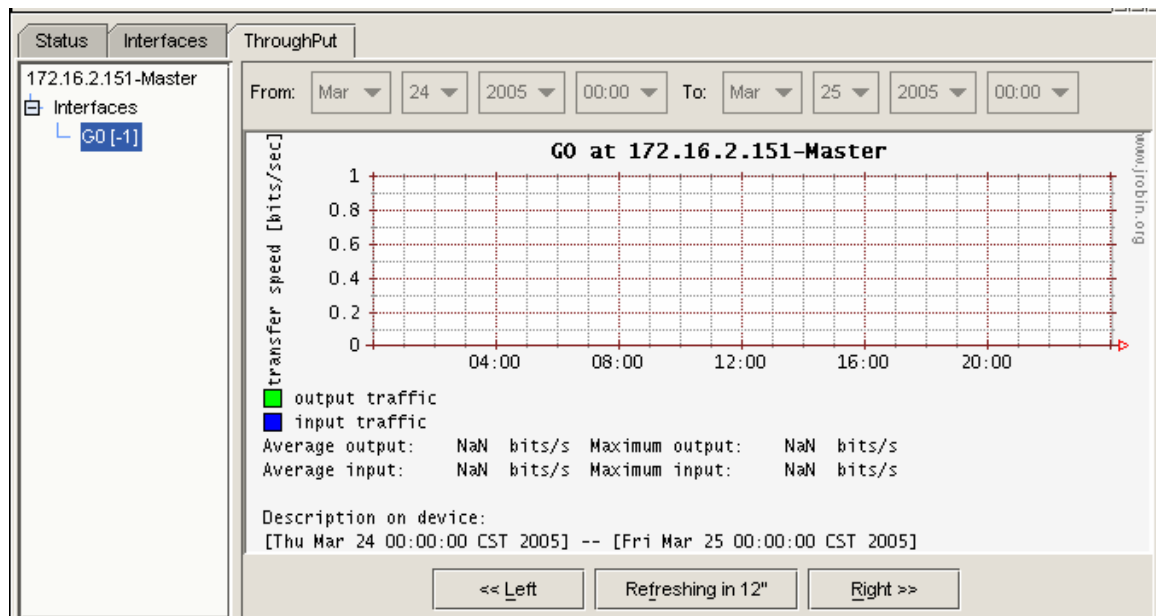 Status Interfaces ThroughPut
172.16.2.151-Master
Interfaces
G0 [-1]
From: Mar 24 2005 00:00 To: Mar 25 2005 00:00
G0 at 172.16.2.151-Master
transfer speed [bits/sec]
1
0.8
0.6
0.4
0.2
0
04:00 08:00 12:00 16:00 20:00
www.jrobin.org
output traffic
input traffic
Average output: NaN bits/s Maximum output: NaN bits/s
Average input: NaN bits/s Maximum input: NaN bits/s
Description on device:
[Thu Mar 24 00:00:00 CST 2005] -- [Fri Mar 25 00:00:00 CST 2005]
<< Left Refreshing in 12" Right >>